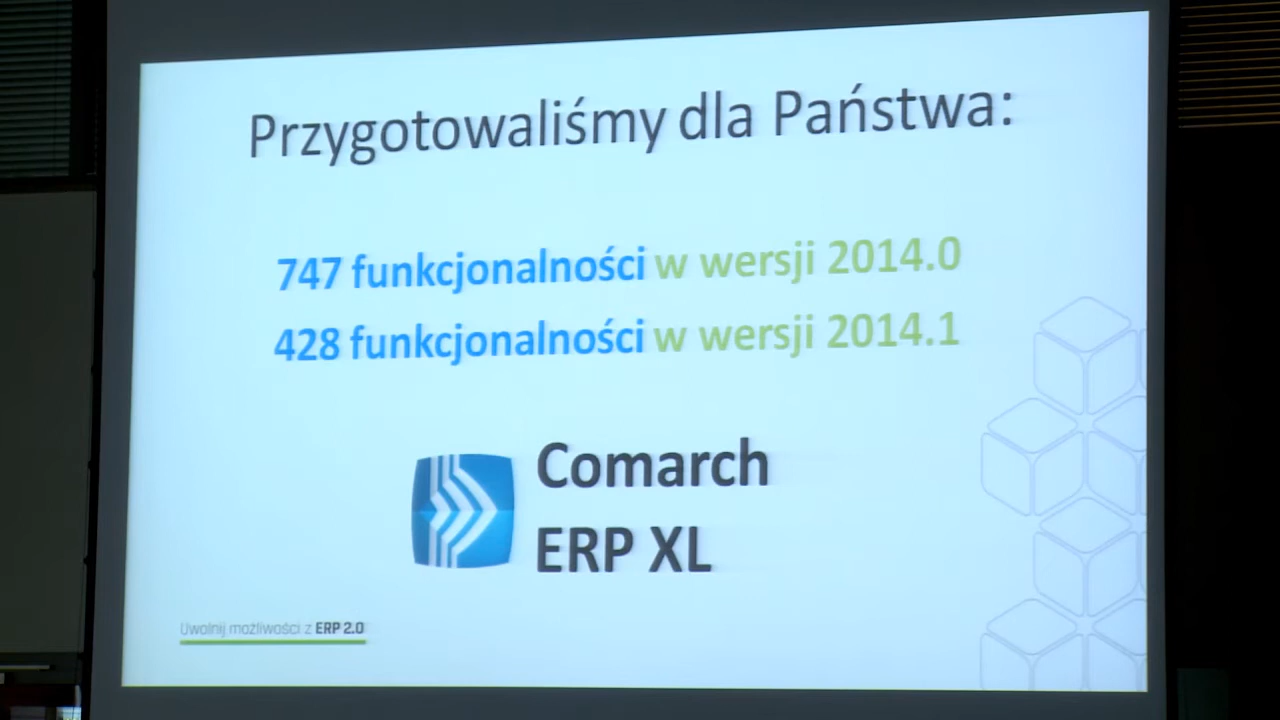 Przygotowaliśmy dla Państwa:
747 funkcjonalności w wersji 2014.0
428 funkcjonalności w wersji 2014.1
Comarch
ERP XL
Uwolnij możliwości z ERP 2.0